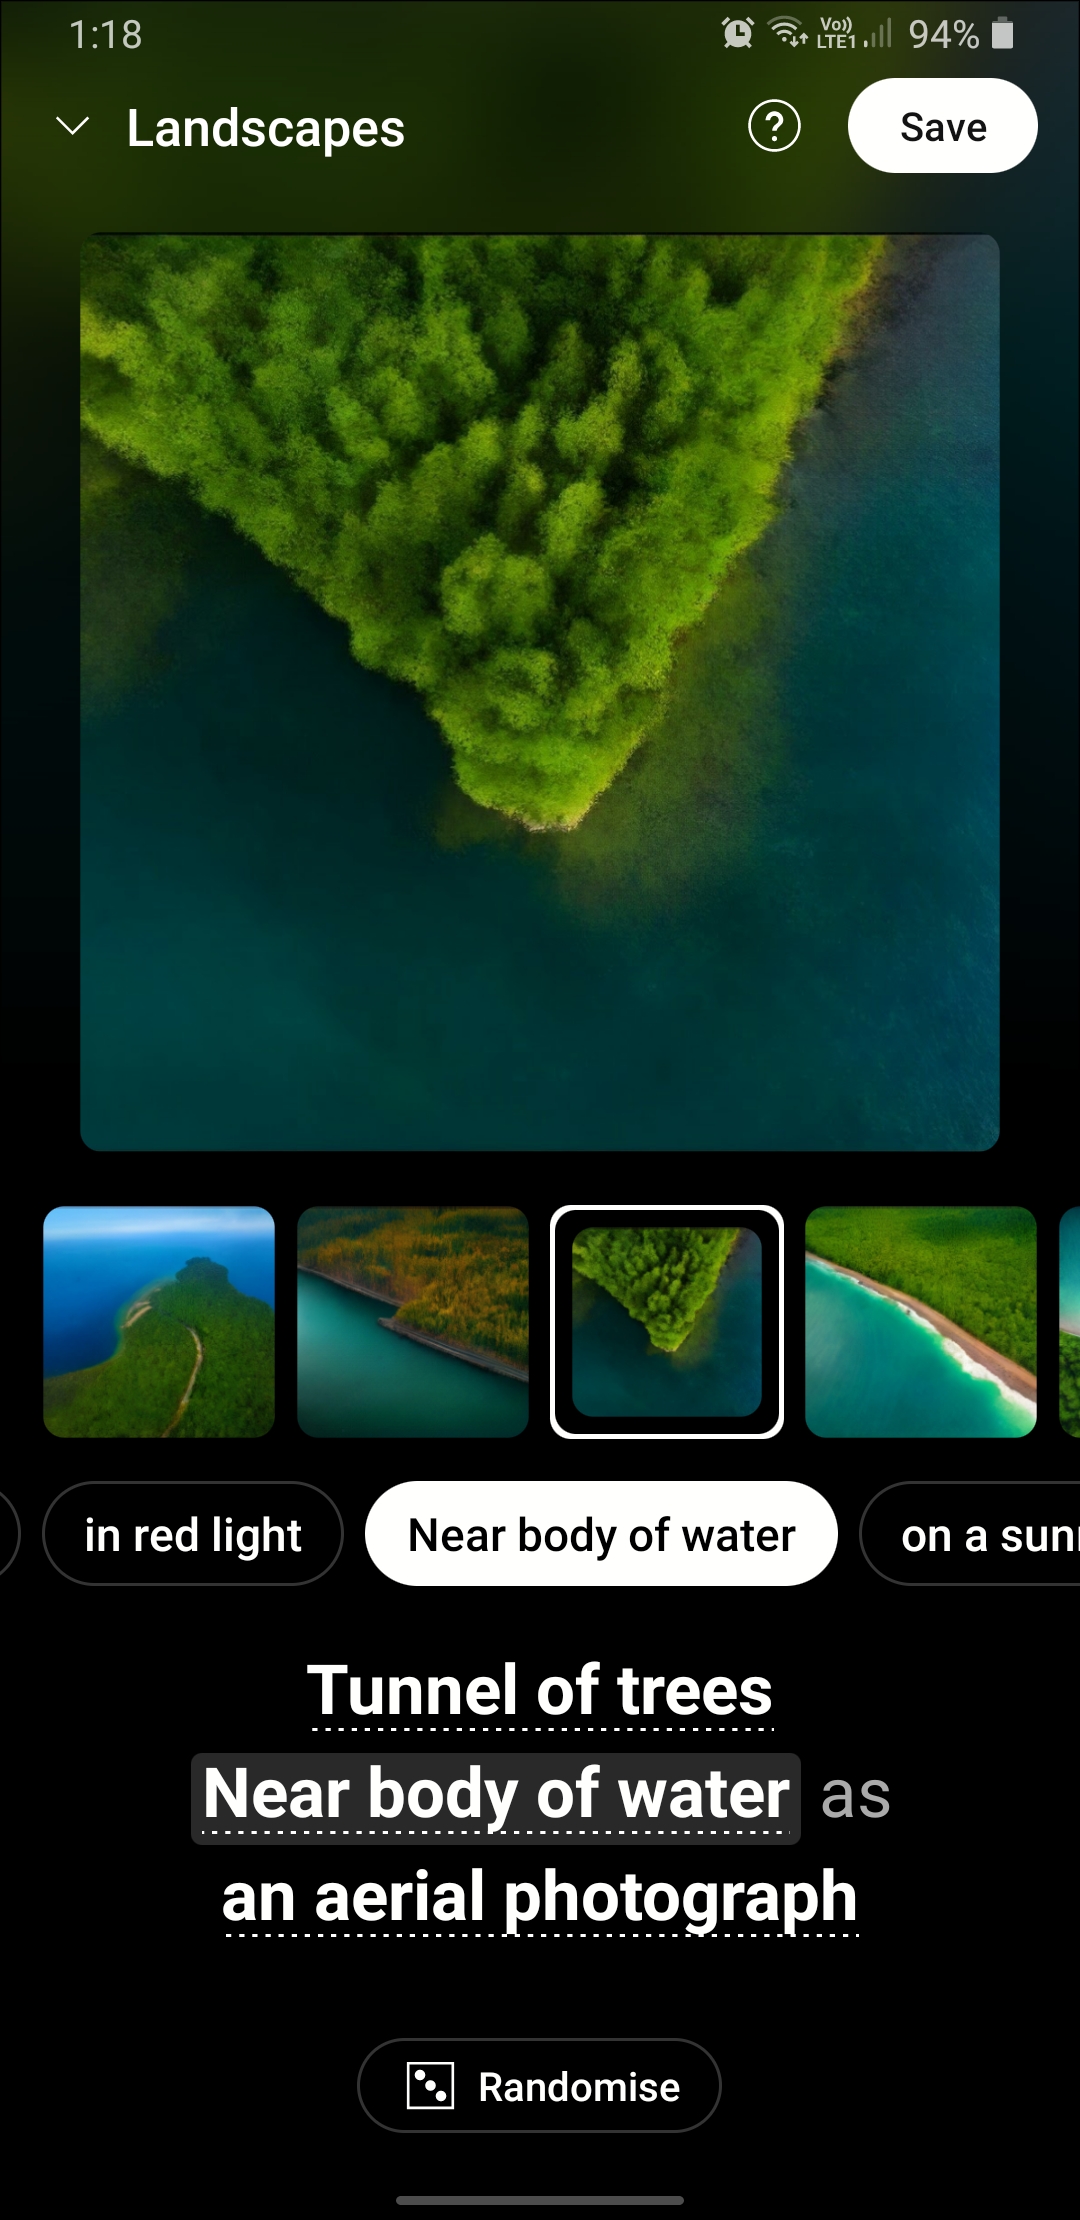 1:18 Vo)) LTE1 94%
Landscapes ? Save
in red light Near body of water on a sun
Tunnel of trees
Near body of water as
an aerial photograph
Randomise